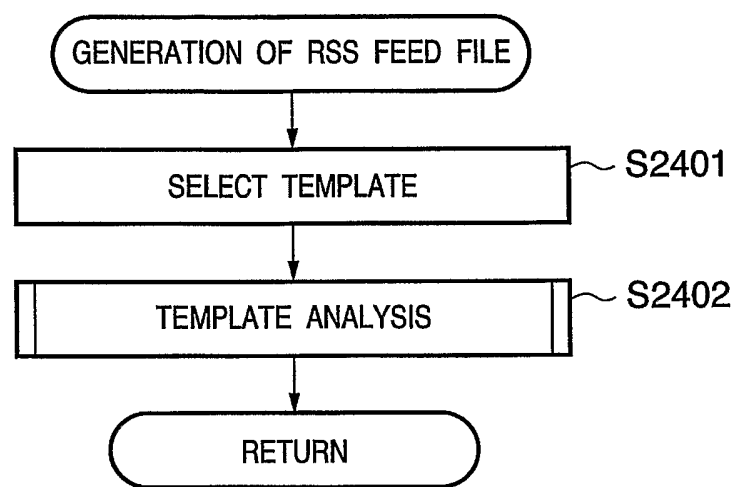 GENERATION OF RSS FEED FILE
SELECT TEMPLATE
S2401
TEMPLATE ANALYSIS
S2402
RETURN